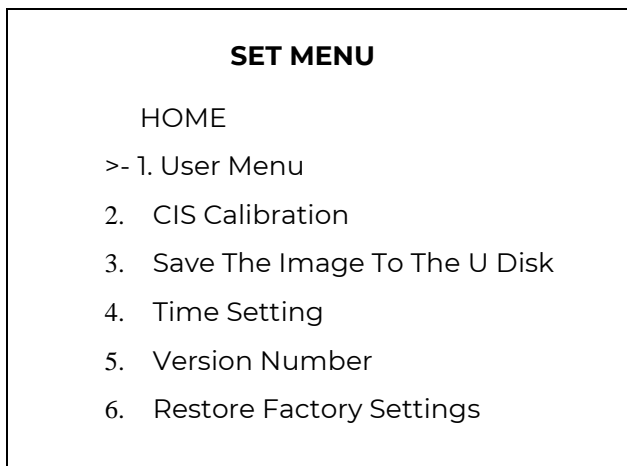 SET MENU
HOME
>- 1. User Menu
2. CIS Calibration
3. Save The Image To The U Disk
4. Time Setting
5. Version Number
6. Restore Factory Settings